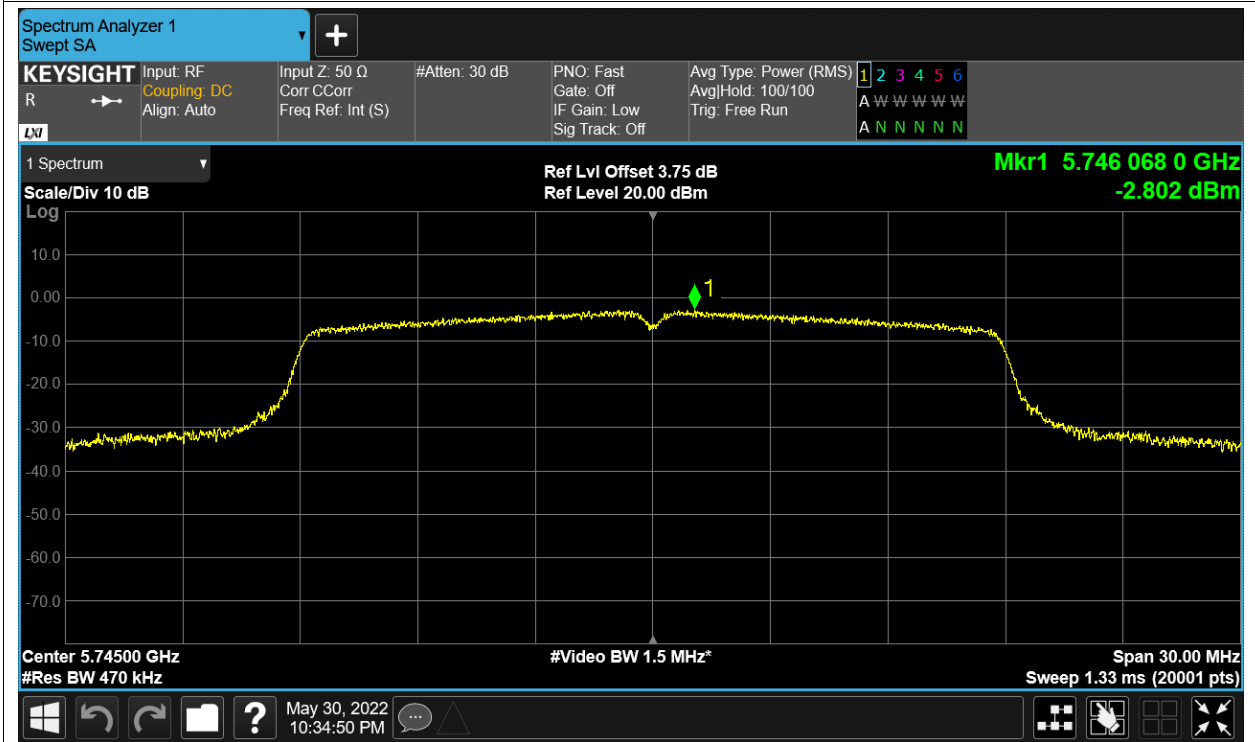 Spectrum Analyzer 1
Swept SA
+
KEYSIGHT
R
LXI
Input: RF
Coupling: DC
Align: Auto
Input Z: 50 Ω
Corr CCorr
Freq Ref: Int (S)
#Atten: 30 dB
PNO: Fast
Gate: Off
IF Gain: Low
Sig Track: Off
Avg Type: Power (RMS)
Avg|Hold: 100/100
Trig: Free Run
1 2 3 4 5 6
A W W W W W
A N N N N N
1 Spectrum
Scale/Div 10 dB
Log
Ref Lvl Offset 3.75 dB
Ref Level 20.00 dBm
Mkr1 5.746 068 0 GHz
-2.802 dBm
10.0
0.00
-10.0
-20.0
-30.0
-40.0
-50.0
-60.0
-70.0
1
Center 5.74500 GHz
#Res BW 470 kHz
#Video BW 1.5 MHz*
Span 30.00 MHz
Sweep 1.33 ms (20001 pts)
?
May 30, 2022
10:34:50 PM